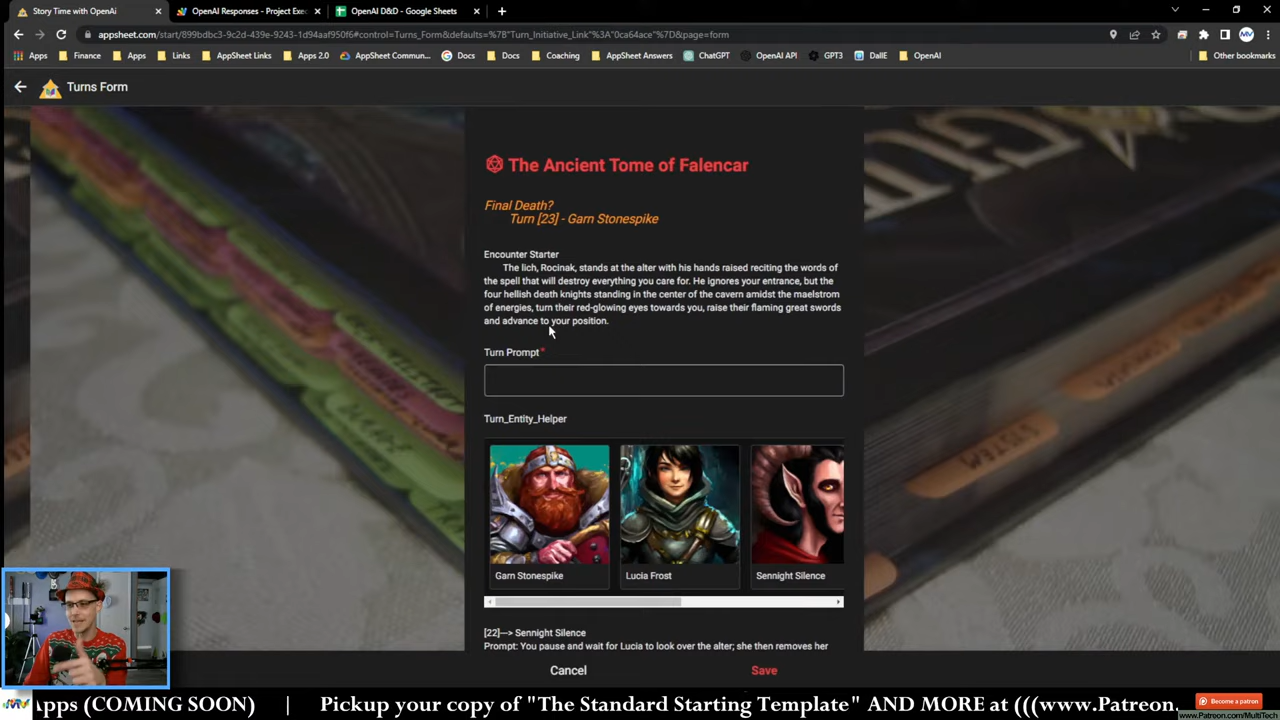 Story Time with OpenAi
OpenAI Responses - Project Exec
OpenAI D&D - Google Sheets
appsheet.com/start/899bdbc3-9c2d-439e-9243-1d94aaf950f6#control=Turns_Form&defaults=%7B"Turn_Initiative_Link"%3A"0ca64ace"%7D&page=form
Apps
Finance
Apps
Links
AppSheet Links
Apps 2.0
AppSheet Commun...
Docs
Docs
Coaching
AppSheet Answers
ChatGPT
OpenAI API
GPT3
DallE
OpenAI
Other bookmarks
Turns Form
The Ancient Tome of Falencar
Final Death?
Turn [23] - Garn Stonespike
Encounter Starter
The lich, Rocinak, stands at the alter with his hands raised reciting the words of
the spell that will destroy everything you care for. He ignores your entrance, but the
four hellish death knights standing in the center of the cavern amidst the maelstrom
of energies, turn their red-glowing eyes towards you, raise their flaming great swords
and advance to your position.
Turn Prompt*
Turn_Entity_Helper
Garn Stonespike
Lucia Frost
Sennight Silence
[22]---> Sennight Silence
Prompt: You pause and wait for Lucia to look over the alter; she then removes her
Cancel
Save
Apps (COMING SOON) | Pickup your copy of "The Standard Starting Template" AND MORE at (((www.Patreon.
Become a patron
www.Patreon.com/MultiTech